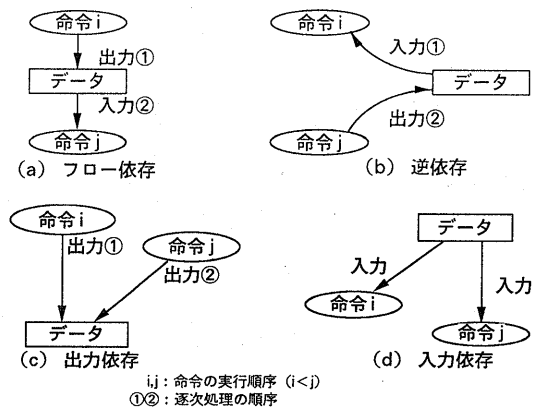 命令i
出力①
データ
入力②
命令j
(a) フロー依存
命令i
入力①
データ
出力②
命令j
(b) 逆依存
命令i
出力①
命令j
出力②
データ
(c) 出力依存
データ
入力
入力
命令i
命令j
(d) 入力依存
i,j：命令の実行順序（i<j）
①②：逐次処理の順序